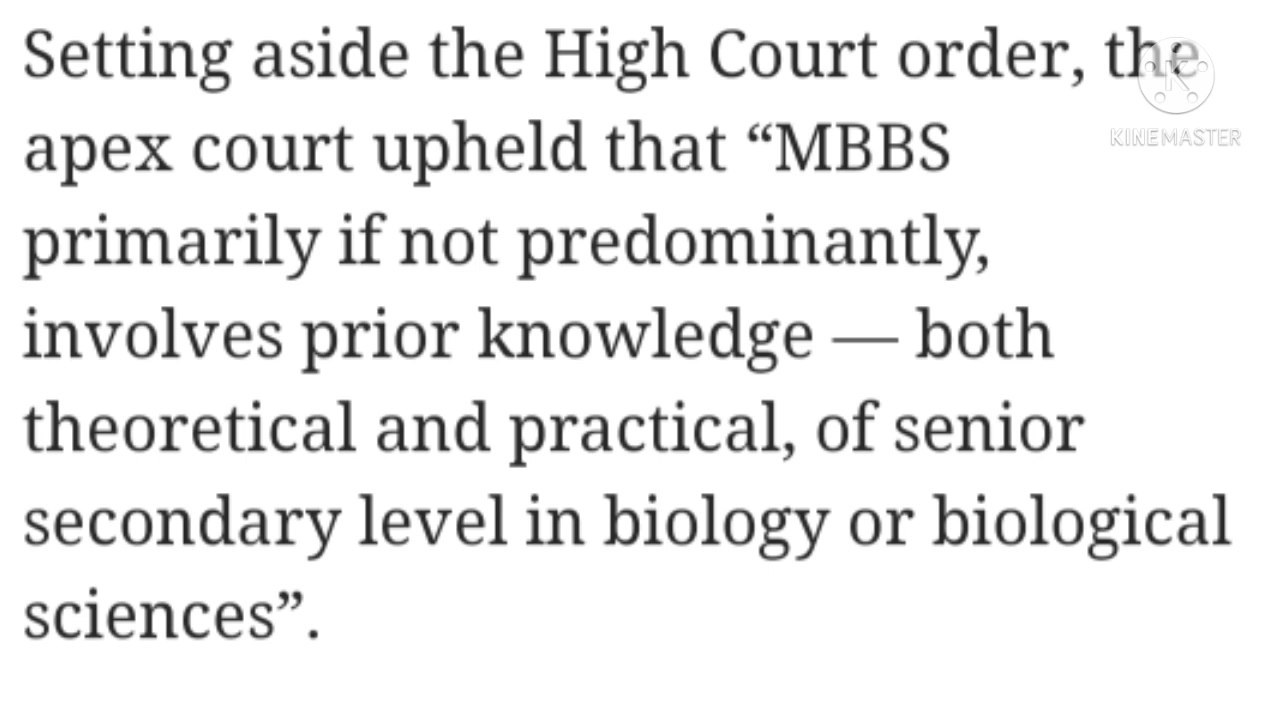 Setting aside the High Court order, the
apex court upheld that “MBBS
primarily if not predominantly,
involves prior knowledge — both
theoretical and practical, of senior
secondary level in biology or biological
sciences”.
K
KINEMASTER